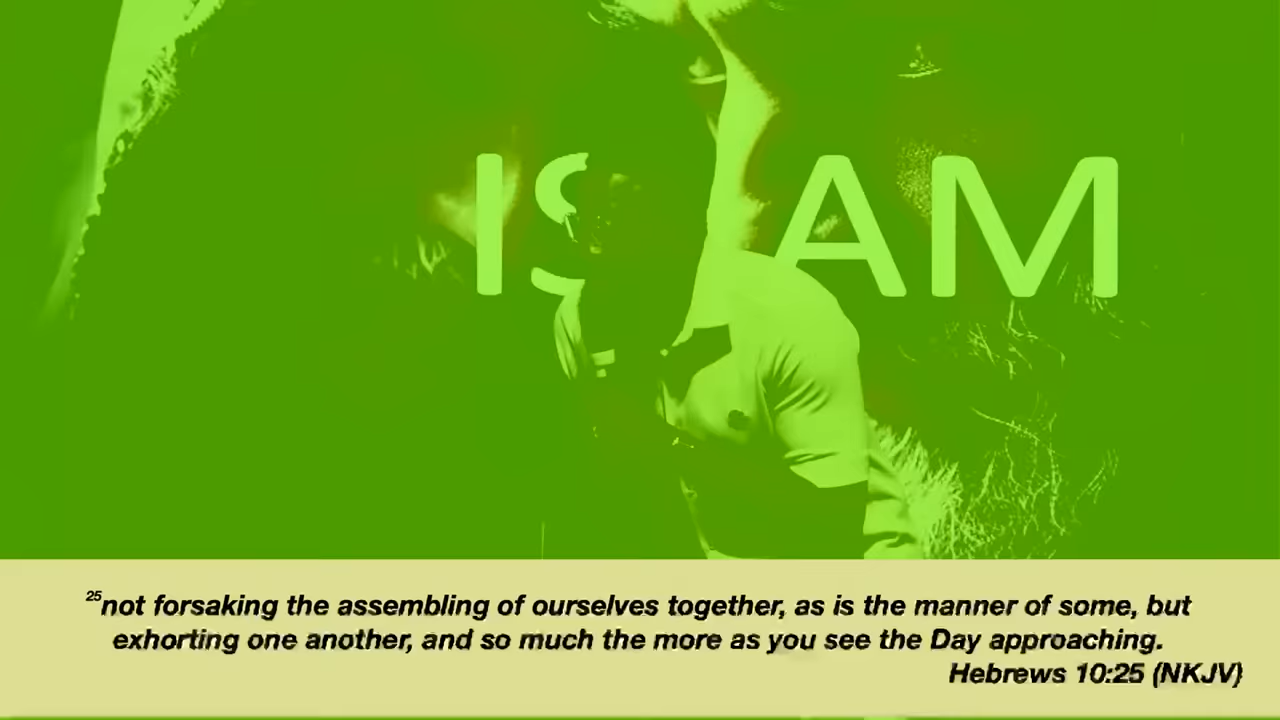 IS AM
25not forsaking the assembling of ourselves together, as is the manner of some, but
exhorting one another, and so much the more as you see the Day approaching.
Hebrews 10:25 (NKJV)